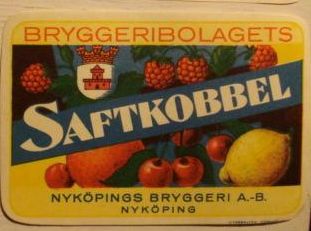 BRYGGERIBOLAGETS
SAFTKOBBEL
NYKÖPINGS BRYGGERI A.-B.
NYKÖPING